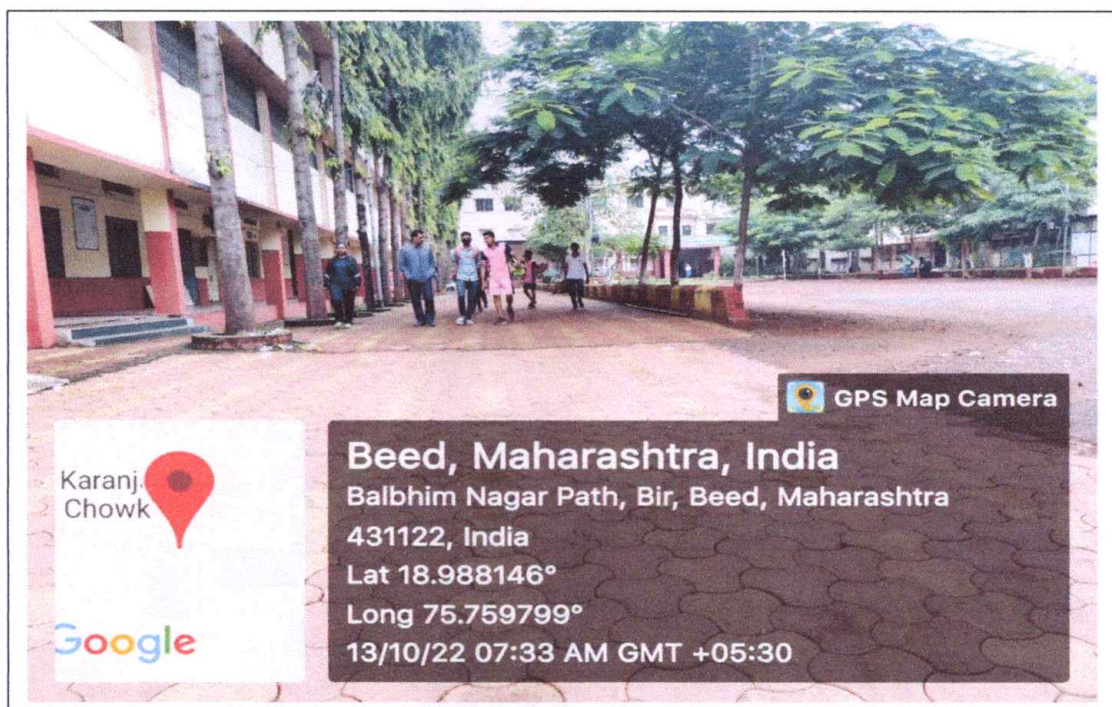 GPS Map Camera
Karanj.
Chowk
Google
Beed, Maharashtra, India
Balbhim Nagar Path, Bir, Beed, Maharashtra
431122, India
Lat 18.988146°
Long 75.759799°
13/10/22 07:33 AM GMT +05:30